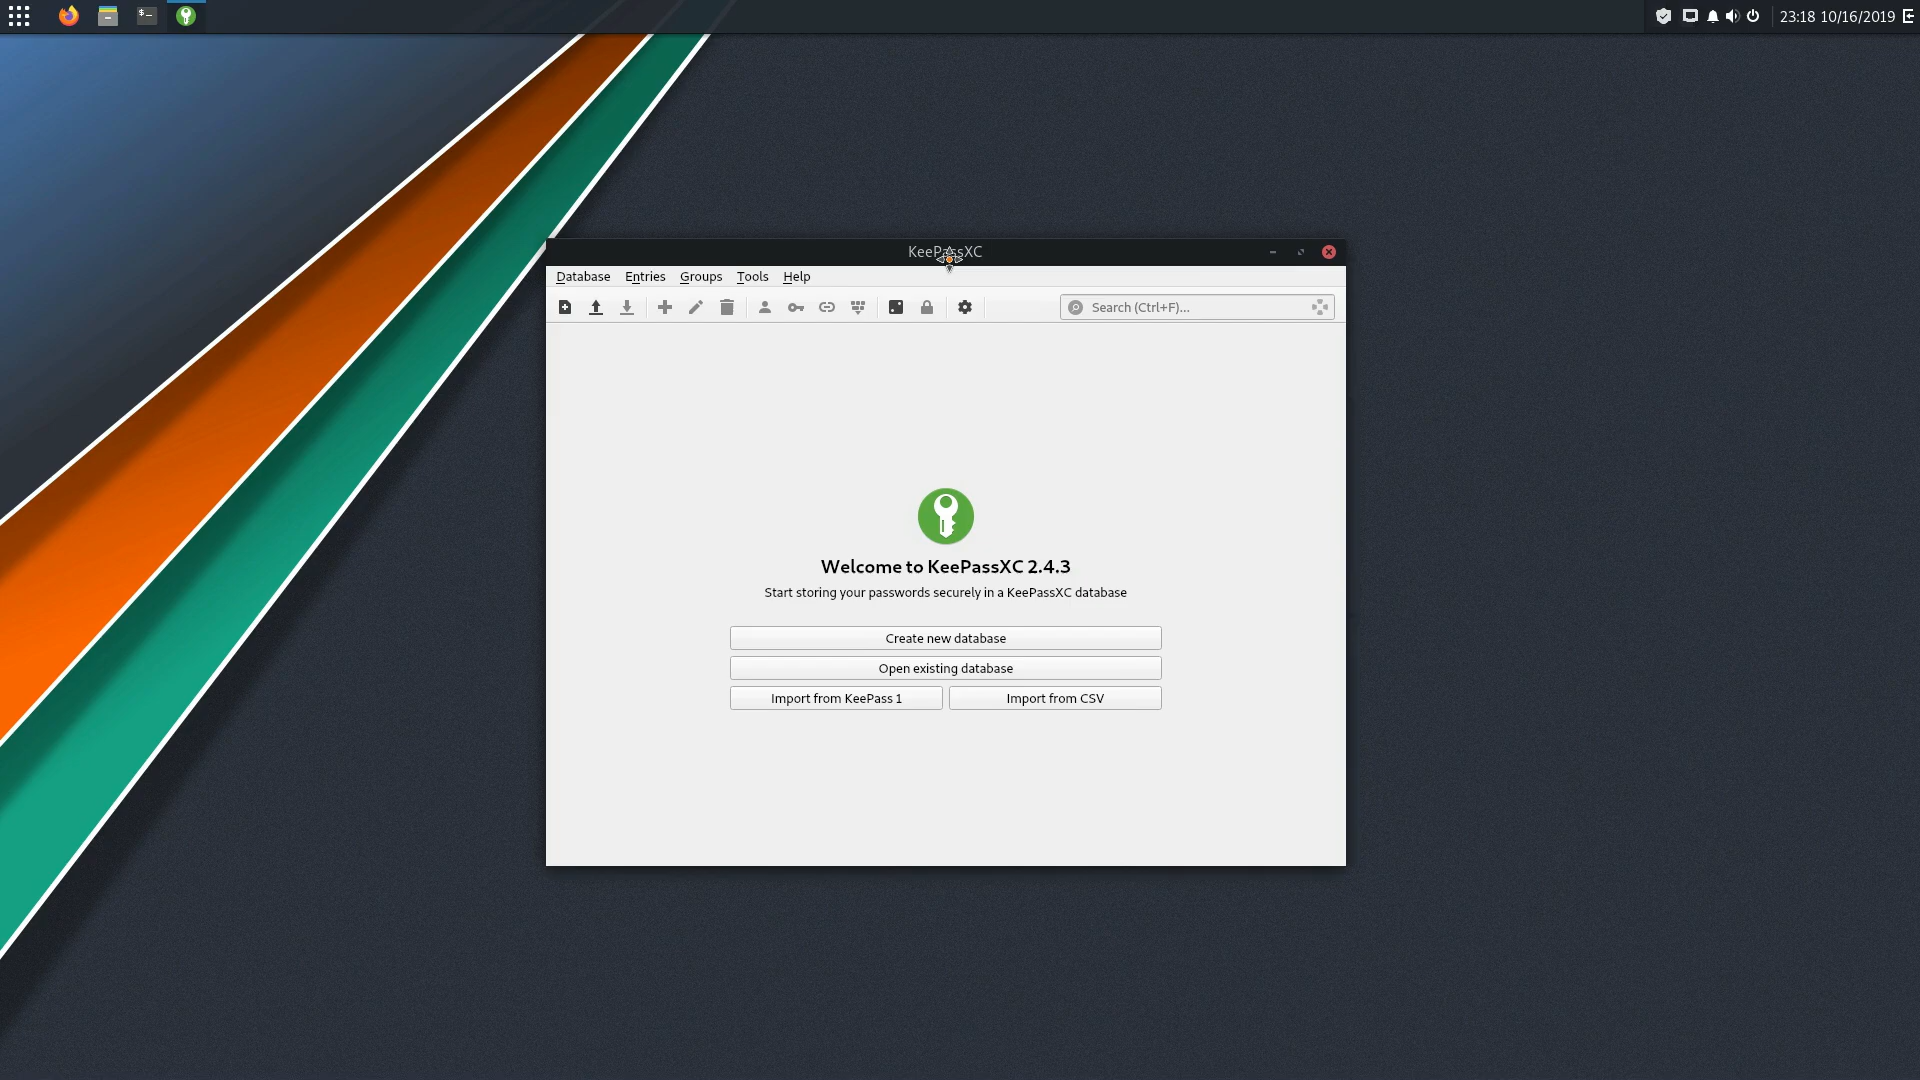 23:18 10/16/2019
KeePassXC
Database Entries Groups Tools Help
Search (Ctrl+F)...
Welcome to KeePassXC 2.4.3
Start storing your passwords securely in a KeePassXC database
Create new database
Open existing database
Import from KeePass 1 Import from CSV